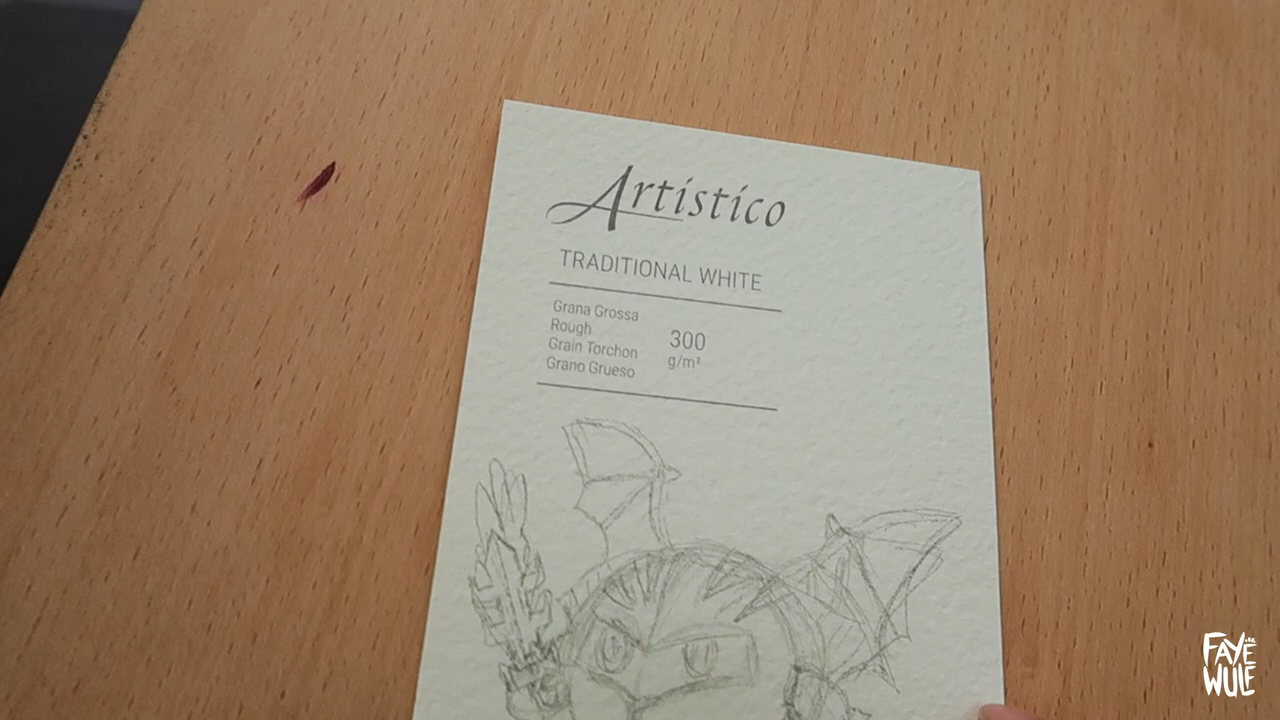 Artistico
TRADITIONAL WHITE
Grana Grossa
Rough
Grain Torchon
Grano Grueso
300
g/m²
FAYE
WULF